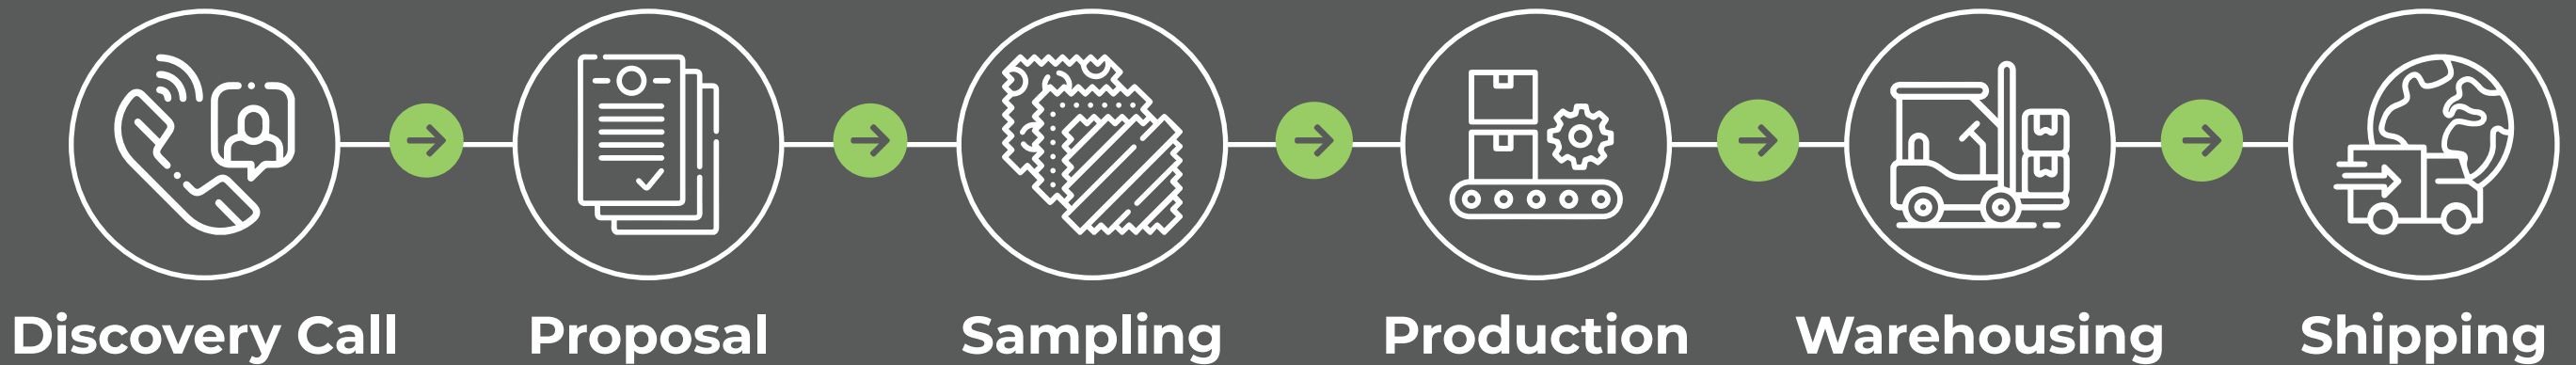 Discovery Call
Proposal
Sampling
Production
Warehousing
Shipping